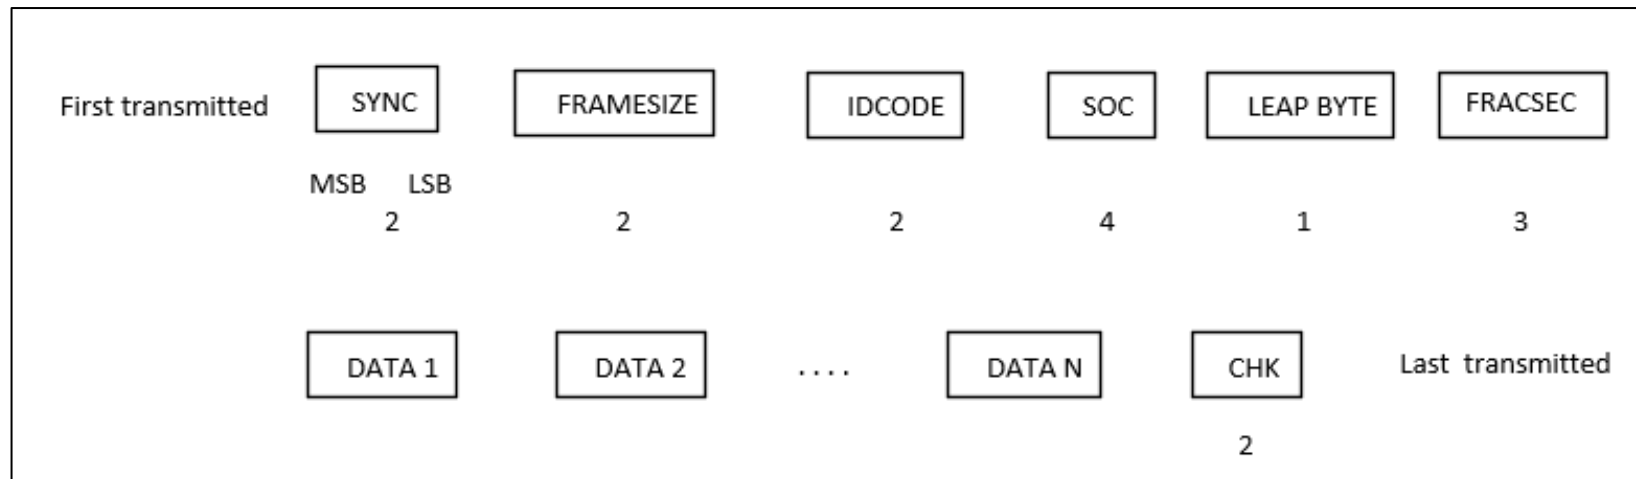 First transmitted SYNC FRAMESIZE IDCODE SOC LEAP BYTE FRACSEC
MSB LSB
2 2 2 4 1 3
DATA 1 DATA 2 .... DATA N CHK Last transmitted
2